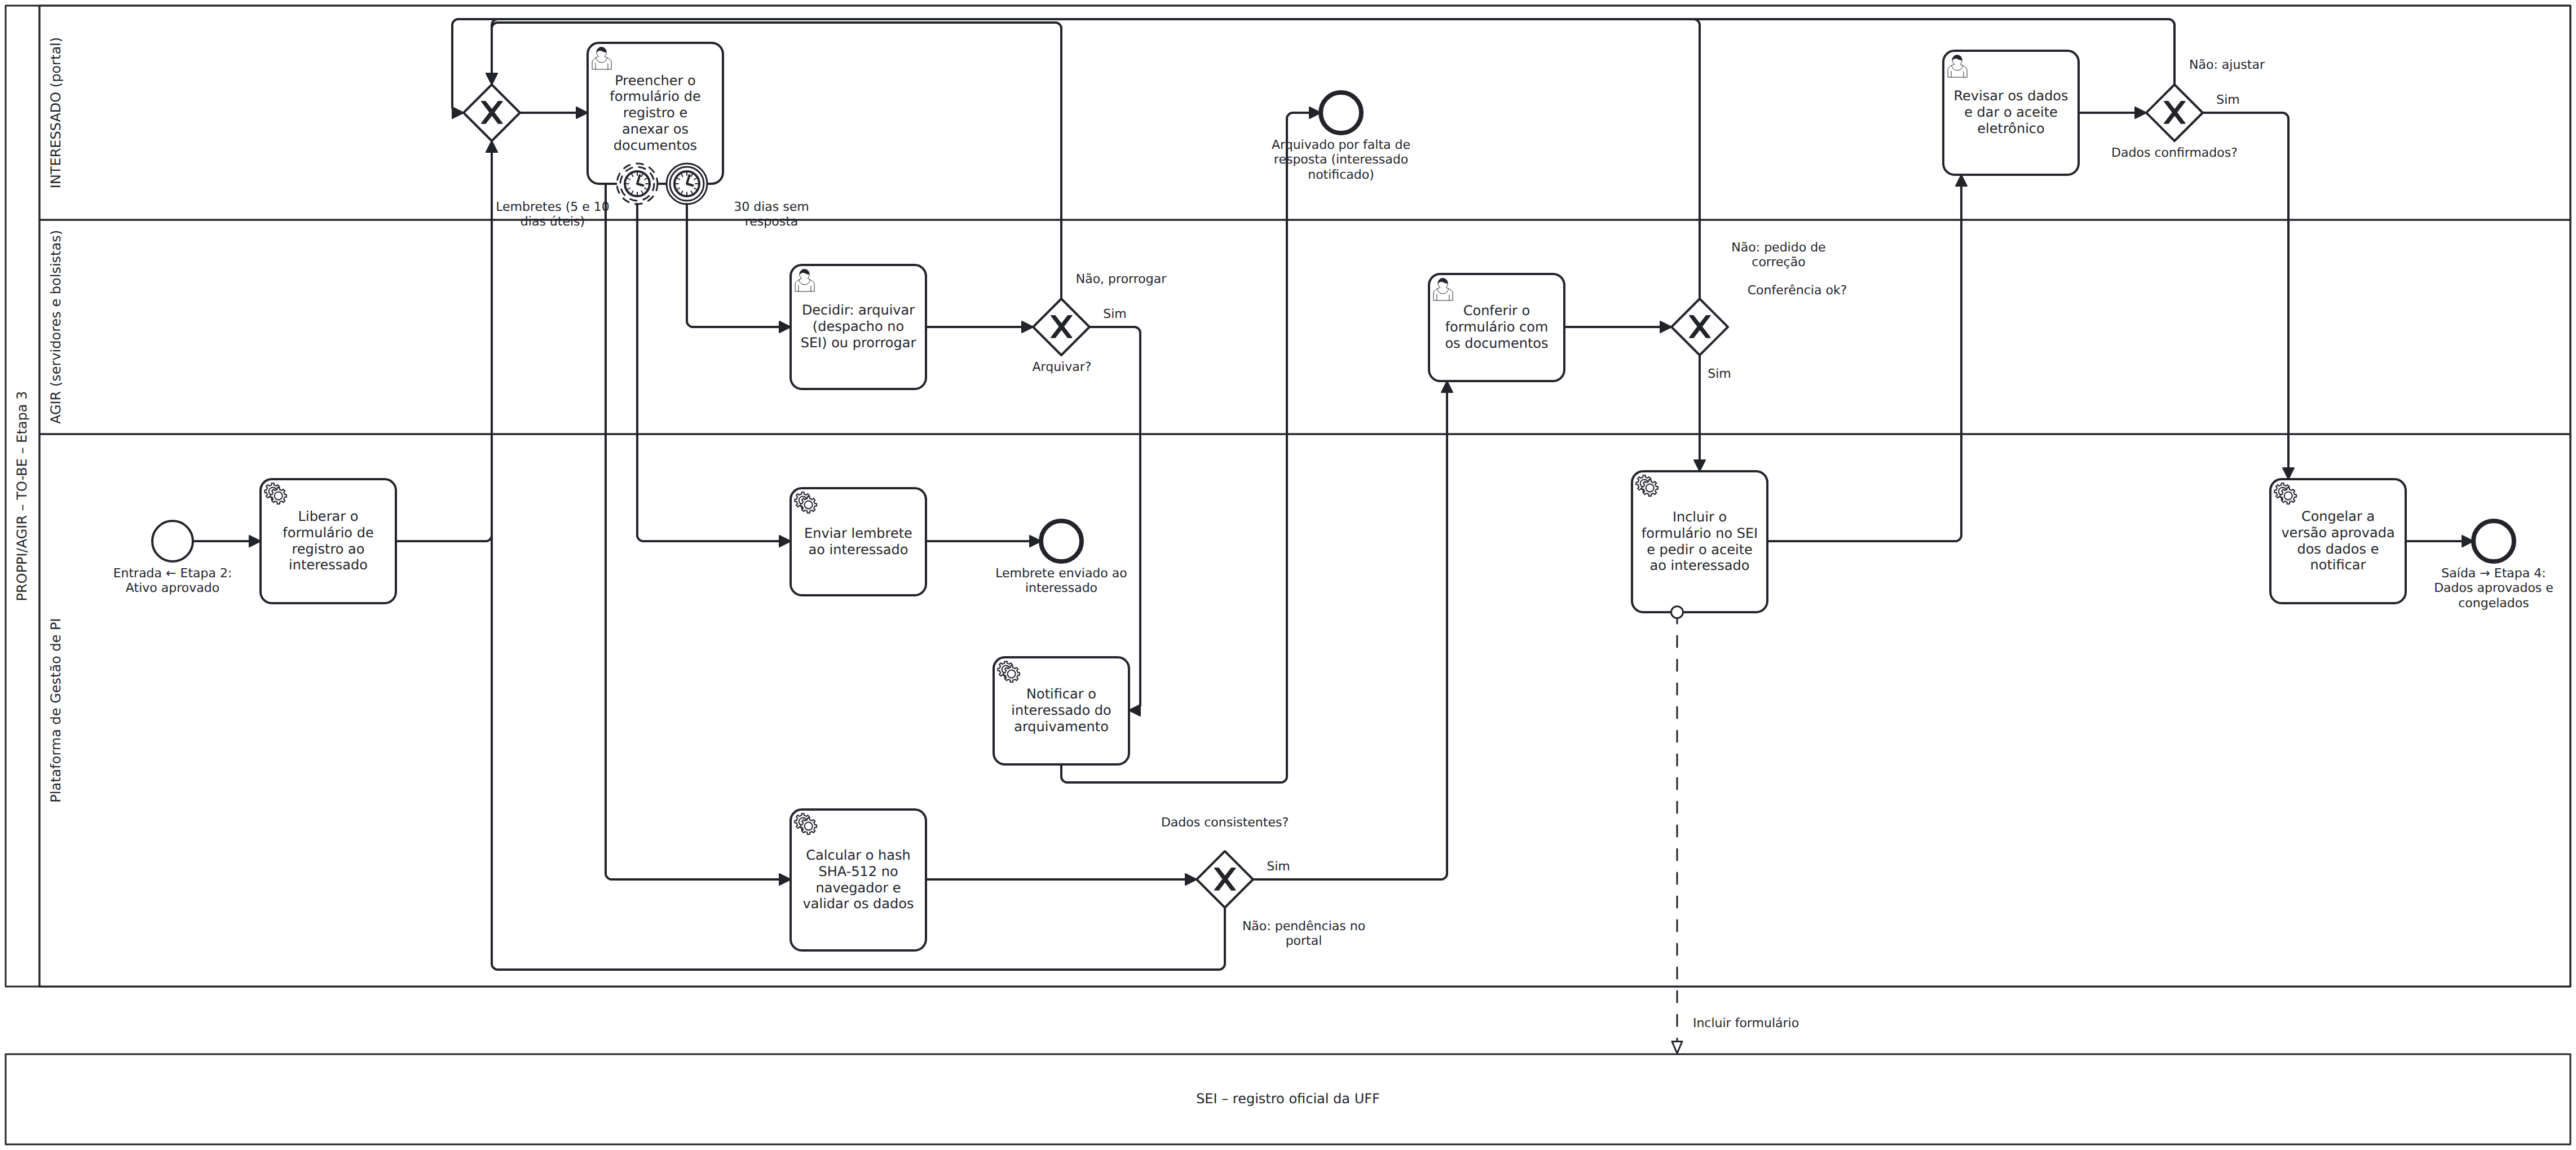 PROPPI/AGIR – TO-BE – Etapa 3
INTERESSADO (portal)
Preencher o
formulário de
registro e
anexar os
documentos
Lembretes (5 e 10
dias úteis)
30 dias sem
resposta
Arquivado por falta de
resposta (interessado
notificado)
Revisar os dados
e dar o aceite
eletrônico
Não: ajustar
Sim
Dados confirmados?
AGIR (servidores e bolsistas)
Decidir: arquivar
(despacho no
SEI) ou prorrogar
Não, prorrogar
Sim
Arquivar?
Conferir o
formulário com
os documentos
Não: pedido de
correção
Conferência ok?
Sim
Plataforma de Gestão de PI
Entrada ← Etapa 2:
Ativo aprovado
Liberar o
formulário de
registro ao
interessado
Enviar lembrete
ao interessado
Lembrete enviado ao
interessado
Notificar o
interessado do
arquivamento
Calcular o hash
SHA-512 no
navegador e
validar os dados
Dados consistentes?
Sim
Não: pendências no
portal
Incluir o
formulário no SEI
e pedir o aceite
ao interessado
Congelar a
versão aprovada
dos dados e
notificar
Saída → Etapa 4:
Dados aprovados e
congelados
Incluir formulário
SEI – registro oficial da UFF